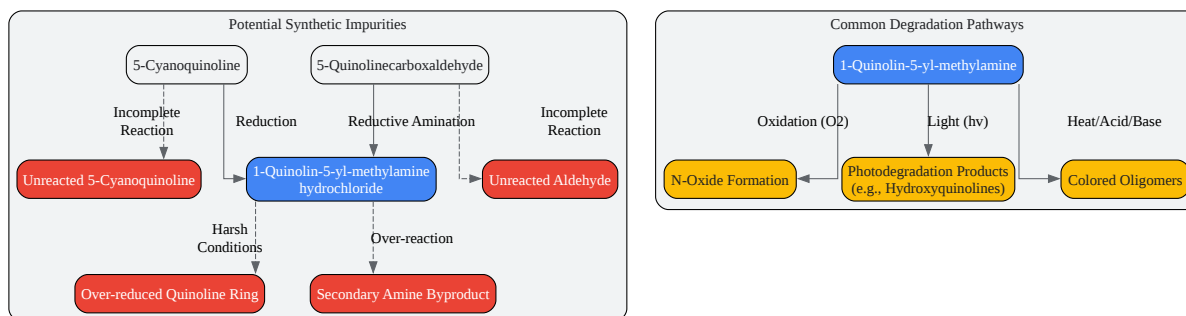 Potential Synthetic Impurities
5-Cyanoquinoline
5-Quinolinecarboxaldehyde
Incomplete
Reaction
Reduction
Reductive Amination
Incomplete
Reaction
Unreacted 5-Cyanoquinoline
1-Quinolin-5-yl-methylamine
hydrochloride
Unreacted Aldehyde
Harsh
Conditions
Over-reaction
Over-reduced Quinoline Ring
Secondary Amine Byproduct
Common Degradation Pathways
1-Quinolin-5-yl-methylamine
Oxidation (O2)
Light (hv)
Heat/Acid/Base
N-Oxide Formation
Photodegradation Products
(e.g., Hydroxyquinolines)
Colored Oligomers